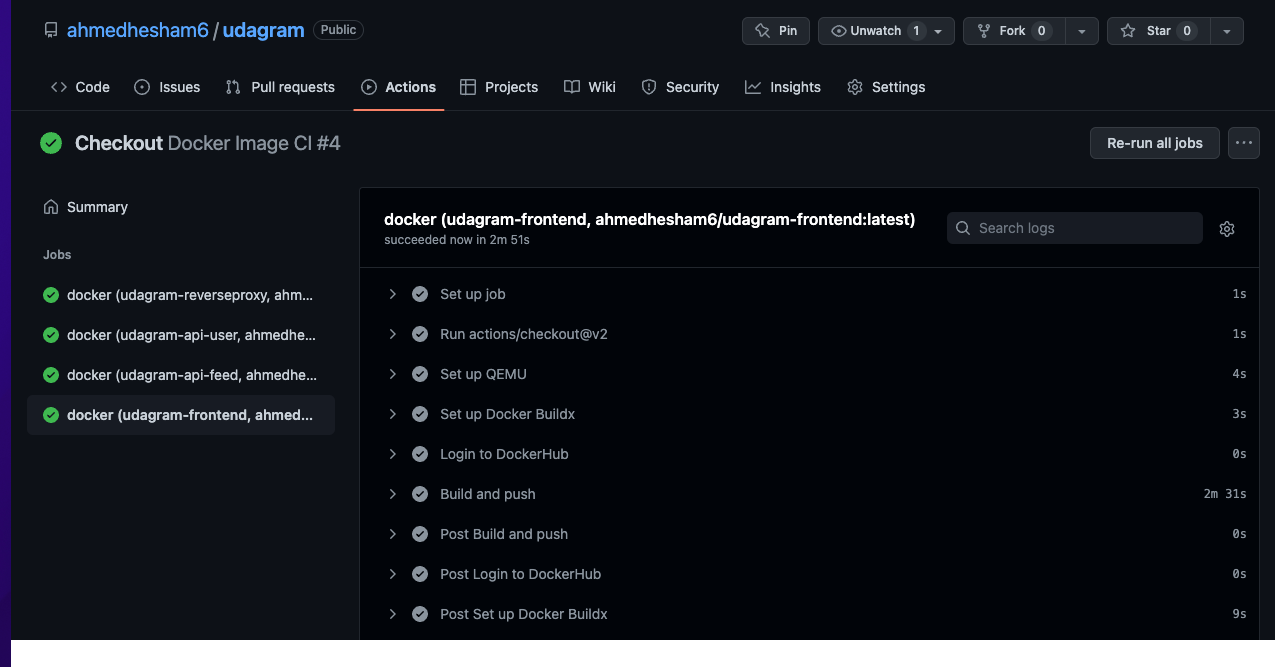 ahmedhesham6 / udagram Public
Pin Unwatch 1 Fork 0 Star 0
Code Issues Pull requests Actions Projects Wiki Security Insights Settings
Checkout Docker Image CI #4
Re-run all jobs
Summary
Jobs
docker (udagram-reverseproxy, ahm...
docker (udagram-api-user, ahmedhe...
docker (udagram-api-feed, ahmedhe...
docker (udagram-frontend, ahmed...
docker (udagram-frontend, ahmedhesham6/udagram-frontend:latest)
succeeded now in 2m 51s
Search logs
Set up job 1s
Run actions/checkout@v2 1s
Set up QEMU 4s
Set up Docker Buildx 3s
Login to DockerHub 0s
Build and push 2m 31s
Post Build and push 0s
Post Login to DockerHub 0s
Post Set up Docker Buildx 9s